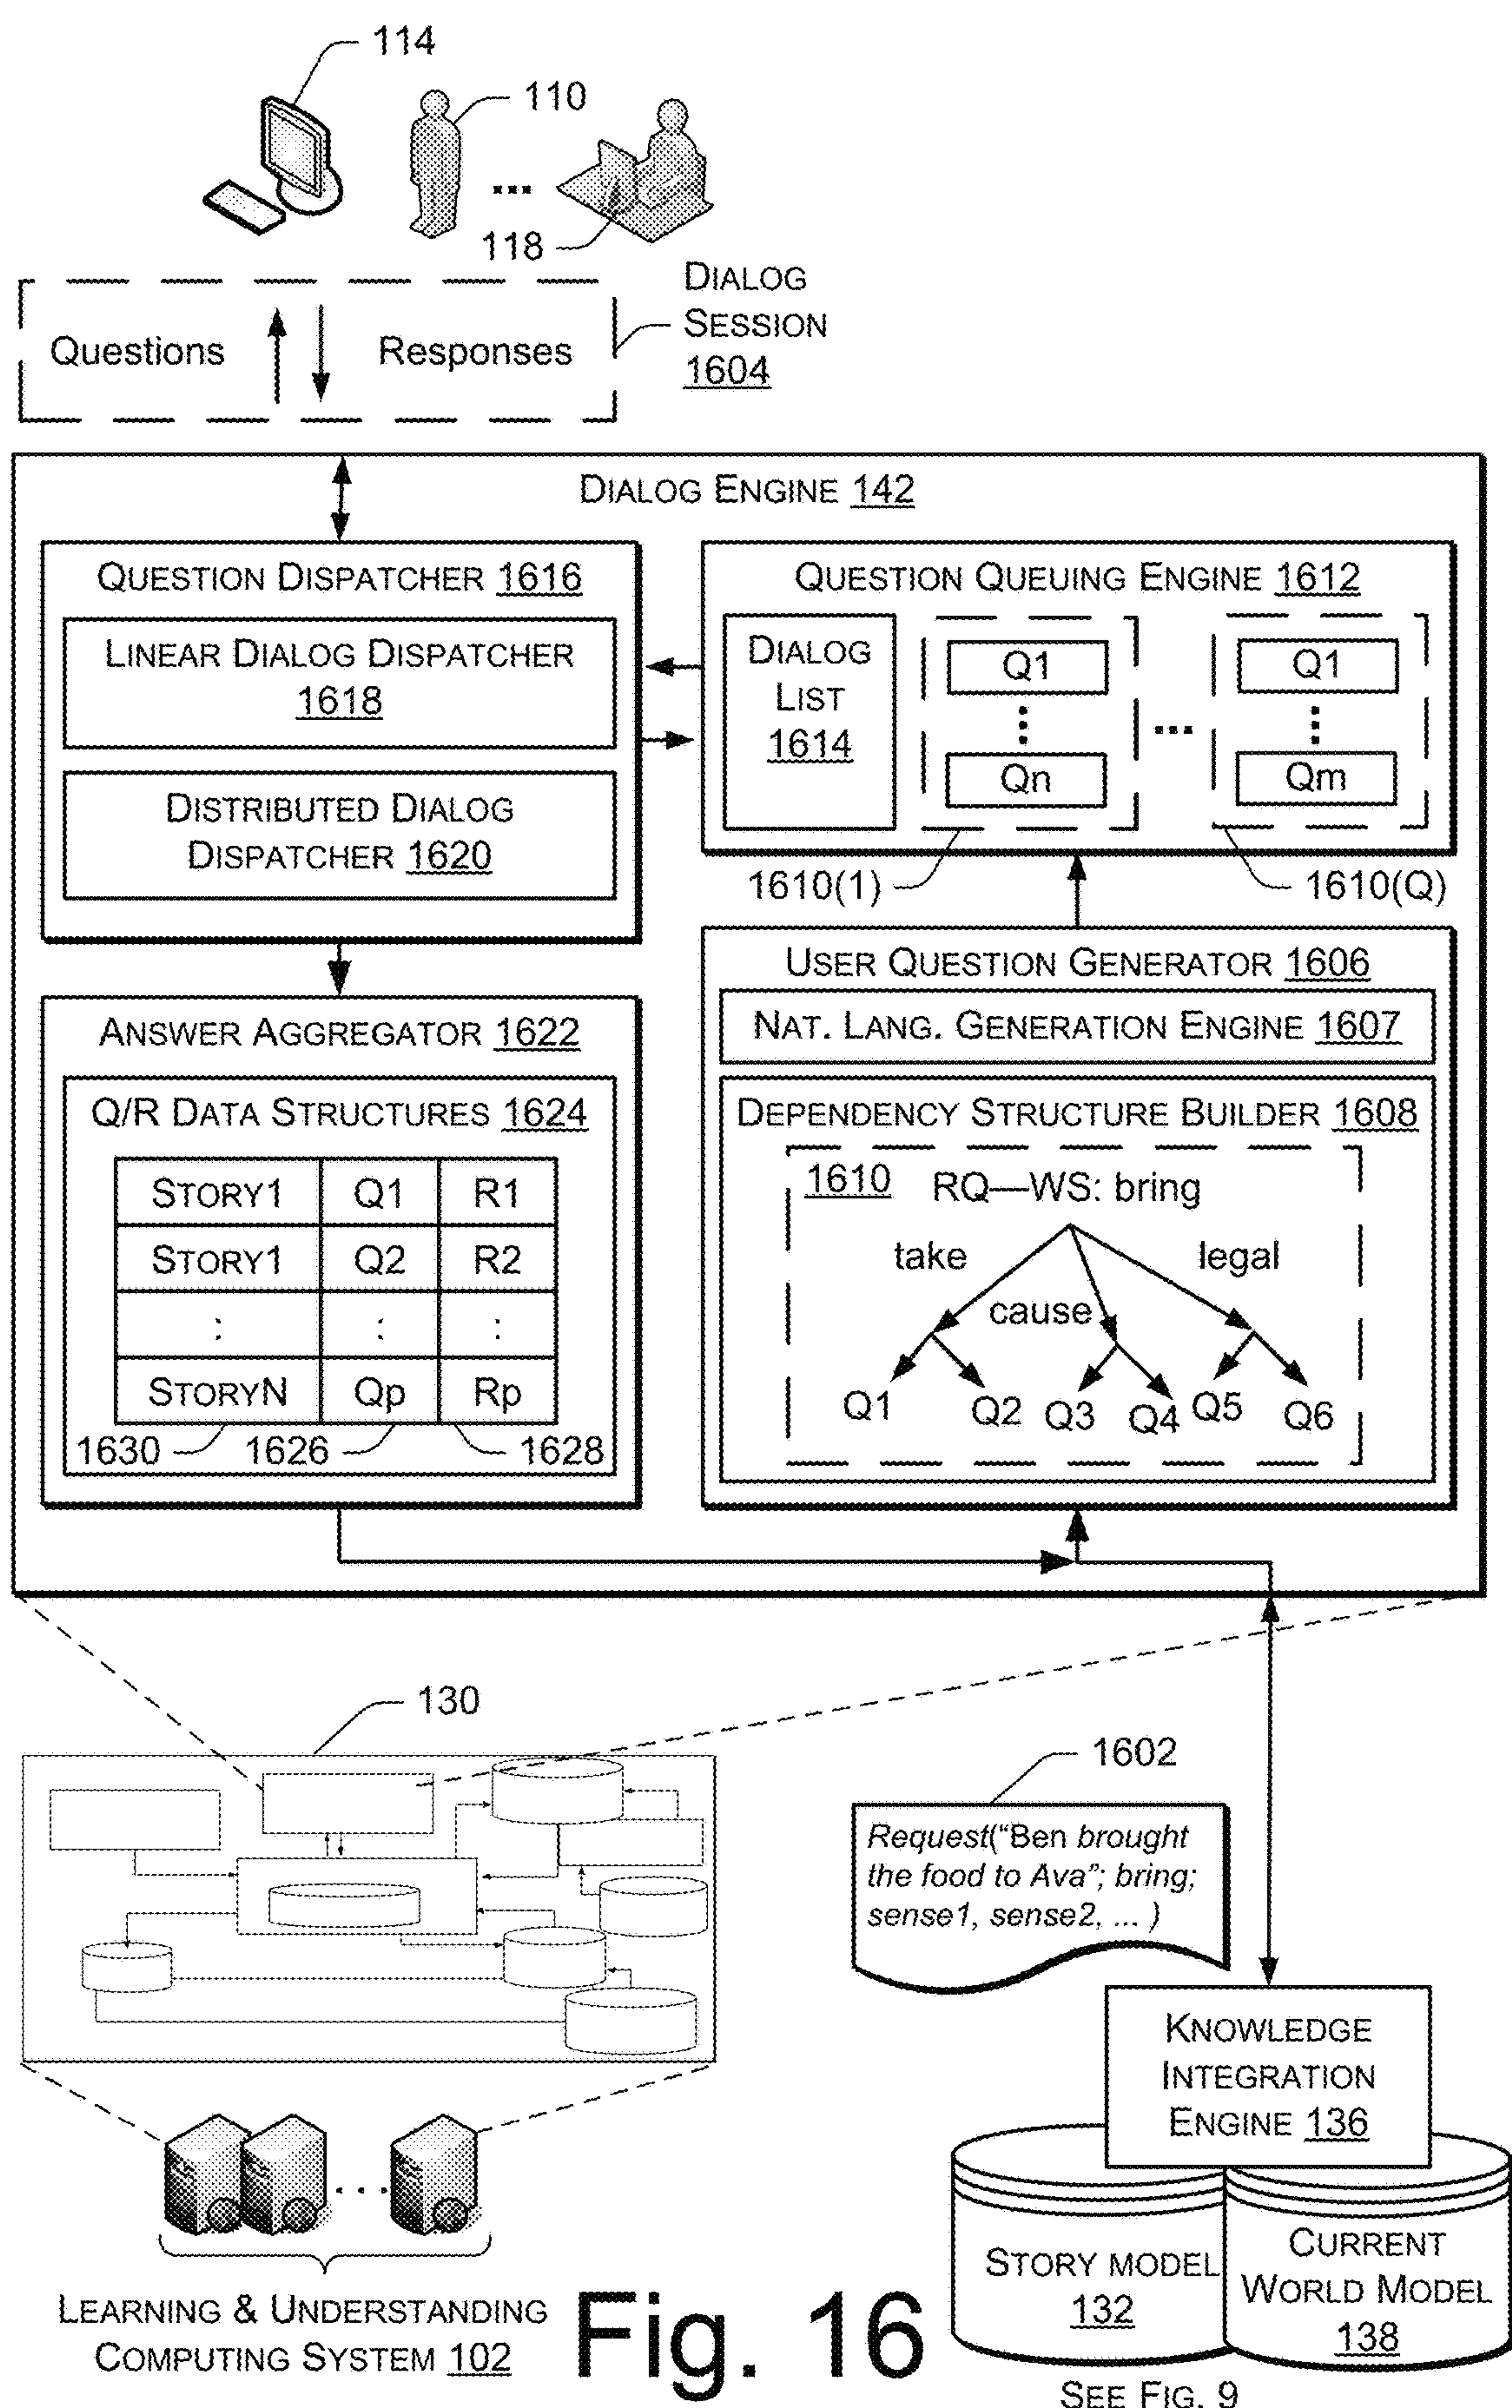 114
110
...
118
DIALOG
SESSION
1604
Questions
Responses
DIALOG ENGINE 142
QUESTION DISPATCHER 1616
LINEAR DIALOG DISPATCHER
1618
DISTRIBUTED DIALOG
DISPATCHER 1620
QUESTION QUEUING ENGINE 1612
DIALOG
LIST
1614
Q1
Qn
...
Q1
Qm
1610(1)
1610(Q)
USER QUESTION GENERATOR 1606
NAT. LANG. GENERATION ENGINE 1607
DEPENDENCY STRUCTURE BUILDER 1608
1610 RQ—WS: bring
take
legal
cause
Q1 Q2 Q3 Q4 Q5 Q6
ANSWER AGGREGATOR 1622
Q/R DATA STRUCTURES 1624
STORY1 Q1 R1
STORY1 Q2 R2
: : :
STORYN Qp Rp
1630 1626 1628
130
1602
Request("Ben brought
the food to Ava"; bring;
sense1, sense2, ... )
KNOWLEDGE
INTEGRATION
ENGINE 136
STORY MODEL
132
CURRENT
WORLD MODEL
138
SEE FIG. 9
LEARNING & UNDERSTANDING
COMPUTING SYSTEM 102
Fig. 16